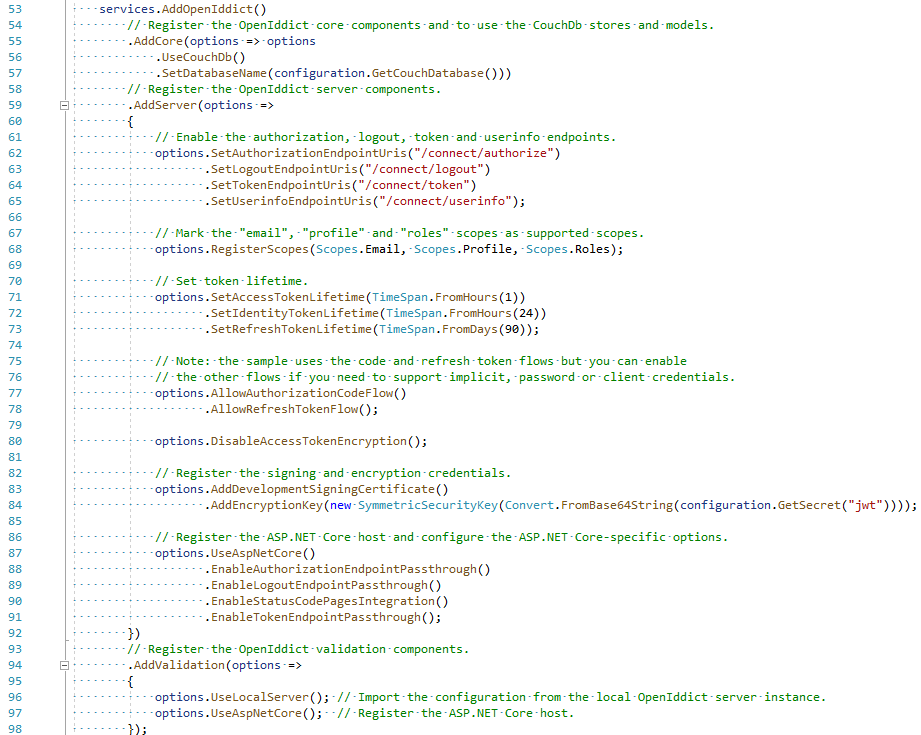 53 services.AddOpenIddict()
54 // Register the OpenIddict core components and to use the CouchDb stores and models.
55 .AddCore(options => options
56 .UseCouchDb()
57 .SetDatabaseName(configuration.GetCouchDatabase()))
58 // Register the OpenIddict server components.
59 .AddServer(options =>
60 {
61 // Enable the authorization, logout, token and userinfo endpoints.
62 options.SetAuthorizationEndpointUris("/connect/authorize")
63 .SetLogoutEndpointUris("/connect/logout")
64 .SetTokenEndpointUris("/connect/token")
65 .SetUserinfoEndpointUris("/connect/userinfo");
66
67 // Mark the "email", "profile" and "roles" scopes as supported scopes.
68 options.RegisterScopes(Scopes.Email, Scopes.Profile, Scopes.Roles);
69
70 // Set token lifetime.
71 options.SetAccessTokenLifetime(TimeSpan.FromHours(1))
72 .SetIdentityTokenLifetime(TimeSpan.FromHours(24))
73 .SetRefreshTokenLifetime(TimeSpan.FromDays(90));
74
75 // Note: the sample uses the code and refresh token flows but you can enable
76 // the other flows if you need to support implicit, password or client credentials.
77 options.AllowAuthorizationCodeFlow()
78 .AllowRefreshTokenFlow();
79
80 options.DisableAccessTokenEncryption();
81
82 // Register the signing and encryption credentials.
83 options.AddDevelopmentSigningCertificate()
84 .AddEncryptionKey(new SymmetricSecurityKey(Convert.FromBase64String(configuration.GetSecret("jwt"))));
85
86 // Register the ASP.NET Core host and configure the ASP.NET Core-specific options.
87 options.UseAspNetCore()
88 .EnableAuthorizationEndpointPassthrough()
89 .EnableLogoutEndpointPassthrough()
90 .EnableStatusCodePagesIntegration()
91 .EnableTokenEndpointPassthrough();
92 })
93 // Register the OpenIddict validation components.
94 .AddValidation(options =>
95 {
96 options.UseLocalServer(); // Import the configuration from the local OpenIddict server instance.
97 options.UseAspNetCore(); // Register the ASP.NET Core host.
98 });